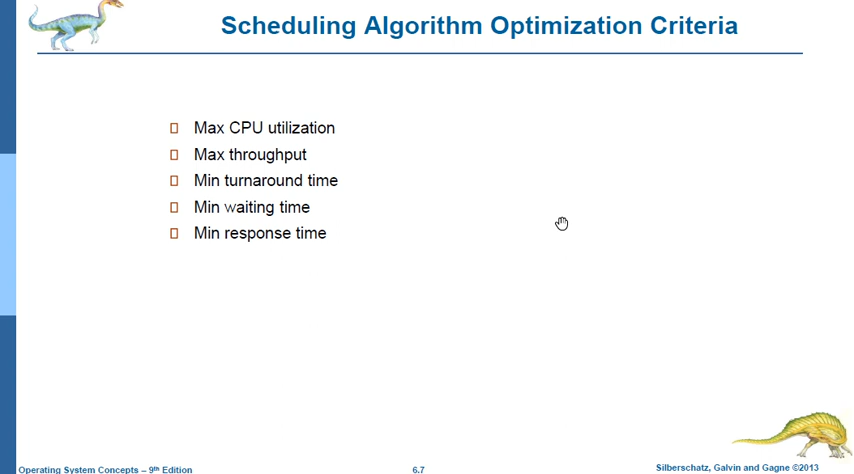 Scheduling Algorithm Optimization Criteria
Max CPU utilization
Max throughput
Min turnaround time
Min waiting time
Min response time
Operating System Concepts – 9th Edition
6.7
Silberschatz, Galvin and Gagne ©2013